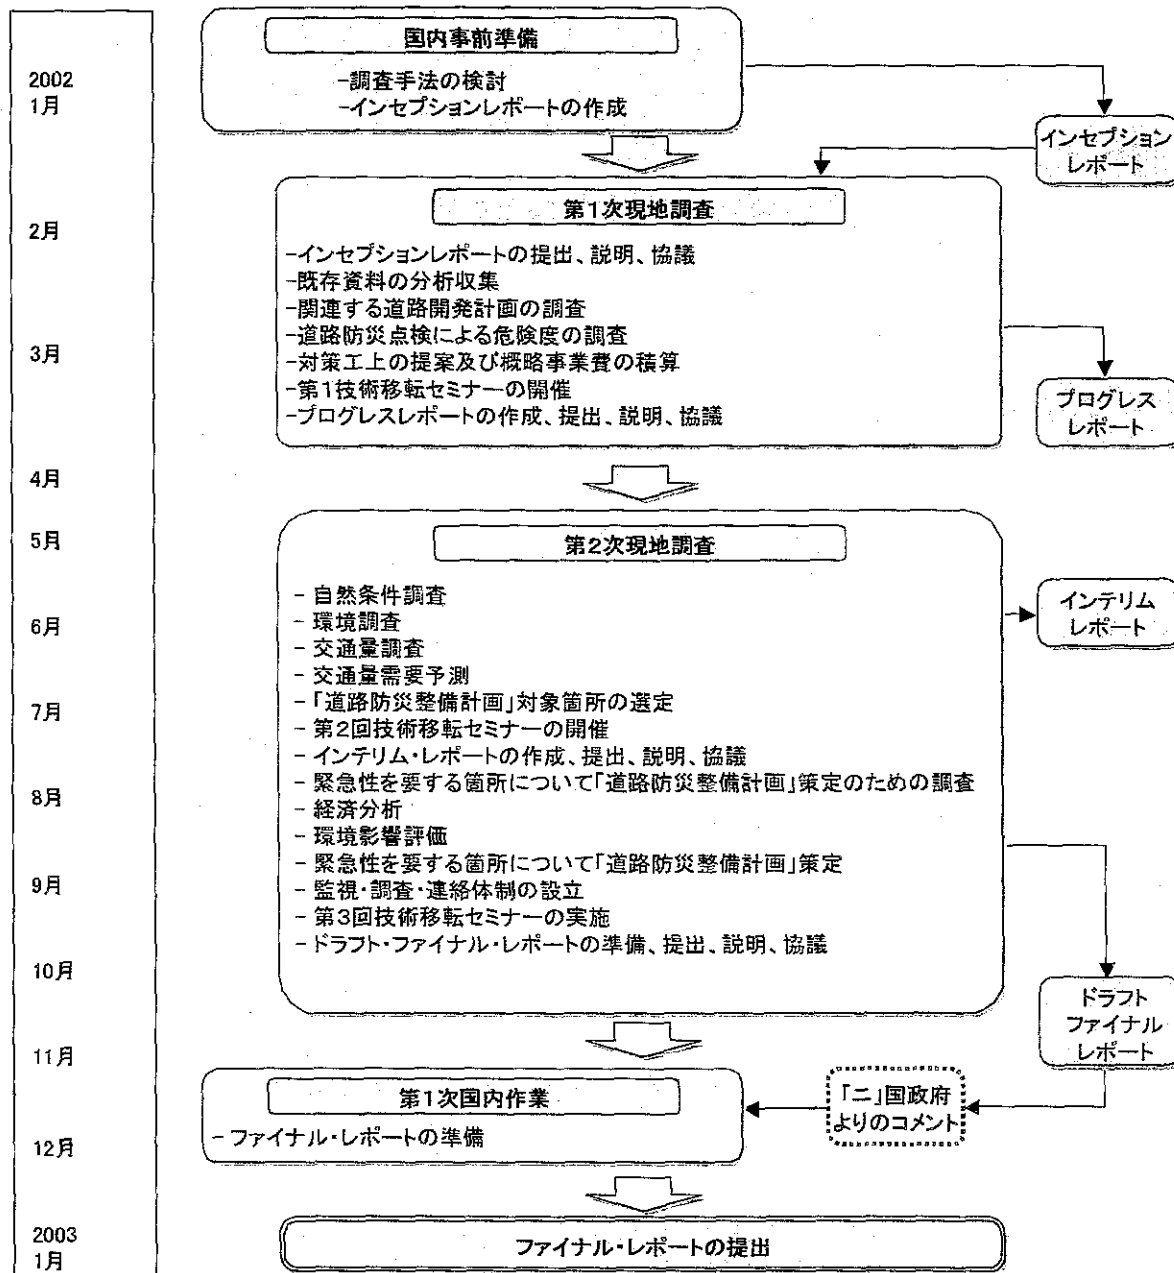 2002
1月
2月
3月
4月
5月
6月
7月
8月
9月
10月
11月
12月
2003
1月
国内事前準備
-調査手法の検討
-インセプションレポートの作成
インセプション
レポート
第1次現地調査
-インセプションレポートの提出、説明、協議
-既存資料の分析収集
-関連する道路開発計画の調査
-道路防災点検による危険度の調査
-対策工上の提案及び概略事業費の積算
-第1技術移転セミナーの開催
-プログレスレポートの作成、提出、説明、協議
プログレス
レポート
第2次現地調査
- 自然条件調査
- 環境調査
- 交通量調査
- 交通量需要予測
- 「道路防災整備計画」対象箇所の選定
- 第2回技術移転セミナーの開催
- インテリム・レポートの作成、提出、説明、協議
- 緊急性を要する箇所について「道路防災整備計画」策定のための調査
- 経済分析
- 環境影響評価
- 緊急性を要する箇所について「道路防災整備計画」策定
- 監視・調査・連絡体制の設立
- 第3回技術移転セミナーの実施
- ドラフト・ファイナル・レポートの準備、提出、説明、協議
インテリム
レポート
ドラフト
ファイナル
レポート
第1次国内作業
- ファイナル・レポートの準備
「ニ」国政府
よりのコメント
ファイナル・レポートの提出